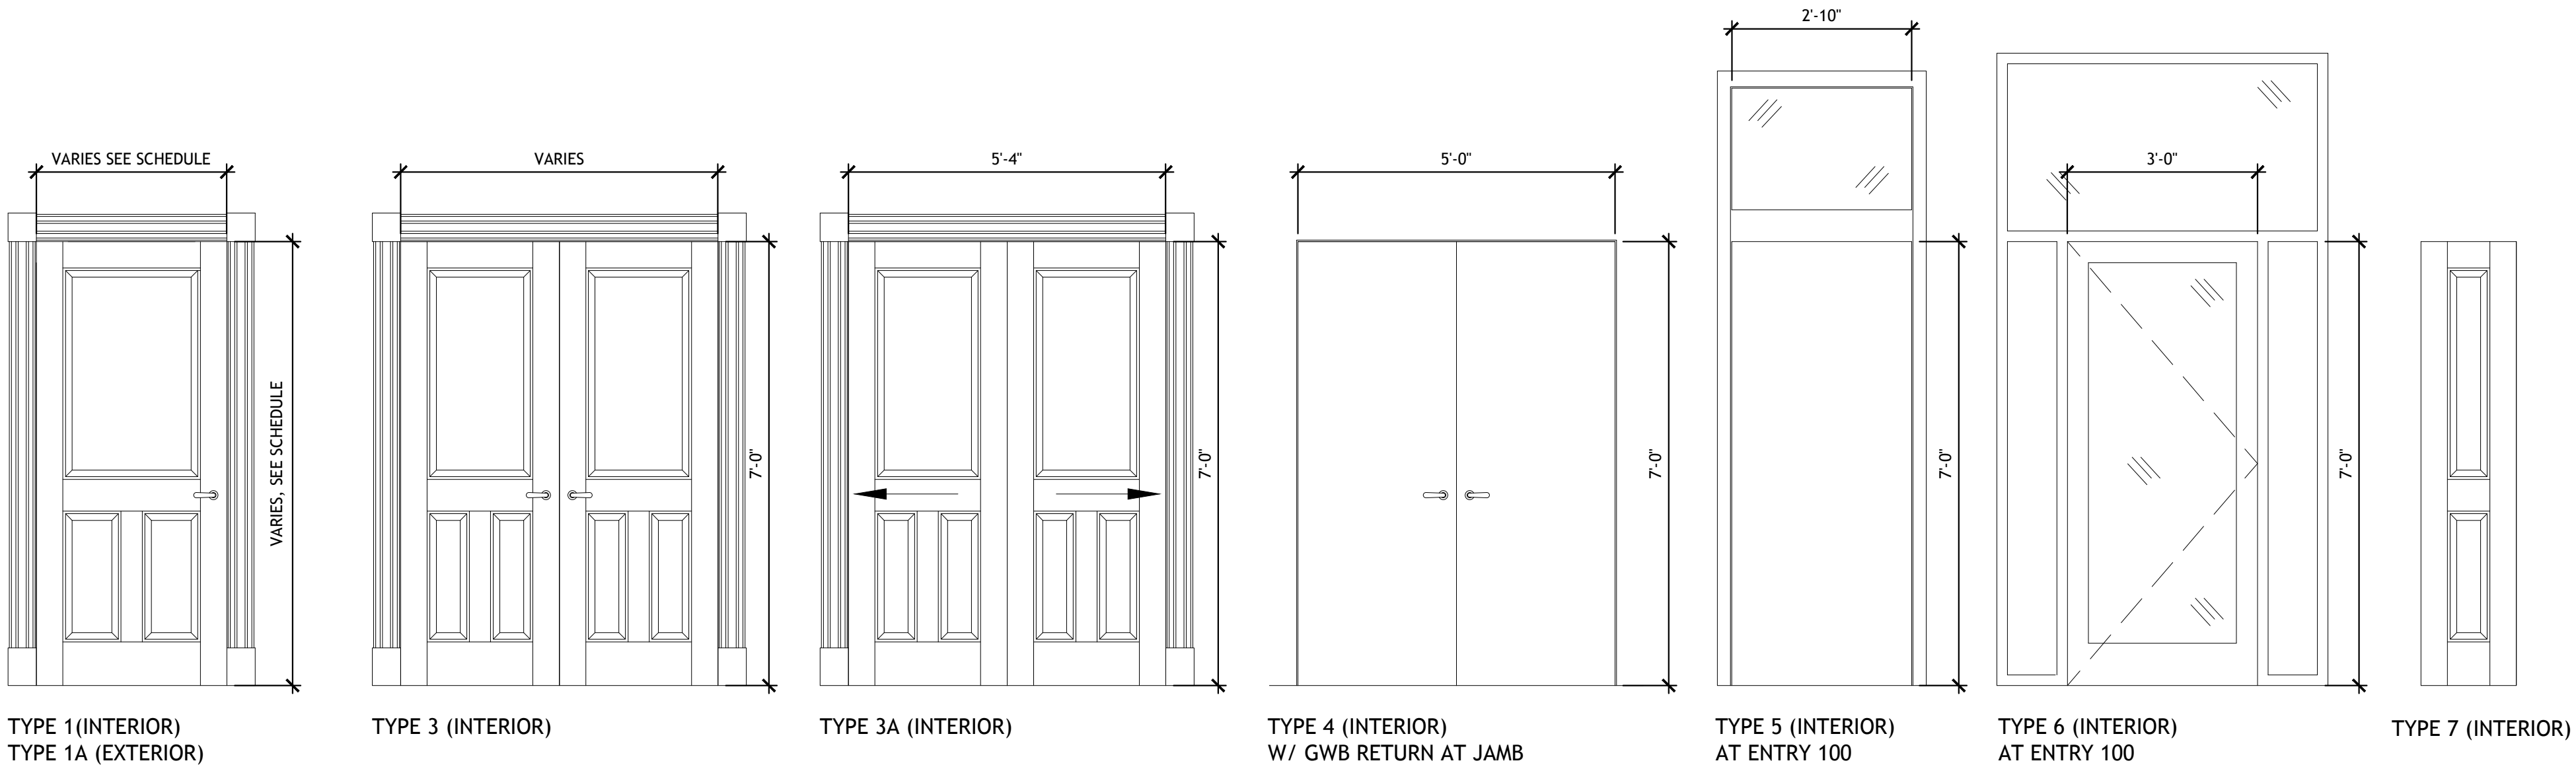 2'-10"
VARIES SEE SCHEDULE
VARIES
5'-4"
5'-0"
3'-0"
VARIES, SEE SCHEDULE
7'-0"
7'-0"
7'-0"
7'-0"
7'-0"
TYPE 1(INTERIOR)
TYPE 1A (EXTERIOR)
TYPE 3 (INTERIOR)
TYPE 3A (INTERIOR)
TYPE 4 (INTERIOR)
W/ GWB RETURN AT JAMB
TYPE 5 (INTERIOR)
AT ENTRY 100
TYPE 6 (INTERIOR)
AT ENTRY 100
TYPE 7 (INTERIOR)